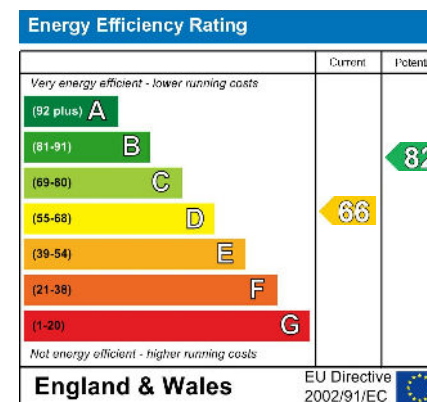 Energy Efficiency Rating
Current Potent
Very energy efficient - lower running costs
(92 plus) A
(81-91) B
82
(69-80) C
(55-68) D
66
(39-54) E
(21-38) F
(1-20) G
Not energy efficient - higher running costs
England & Wales
EU Directive
2002/91/EC